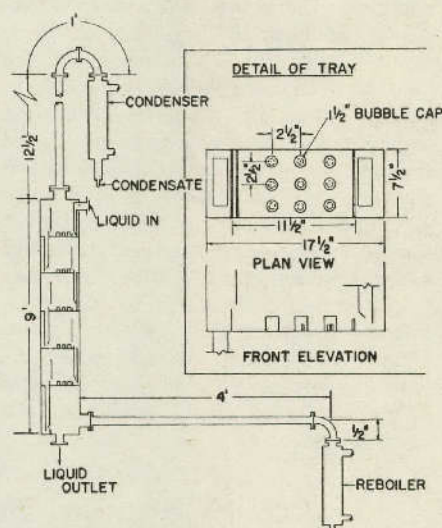 1'
DETAIL OF TRAY
1½" BUBBLE CAP
2½"
CONDENSER
12½'
2½"
7½"
CONDENSATE
LIQUID IN
11½"
17½"
PLAN VIEW
9'
FRONT ELEVATION
4'
½"
LIQUID
OUTLET
REBOILER